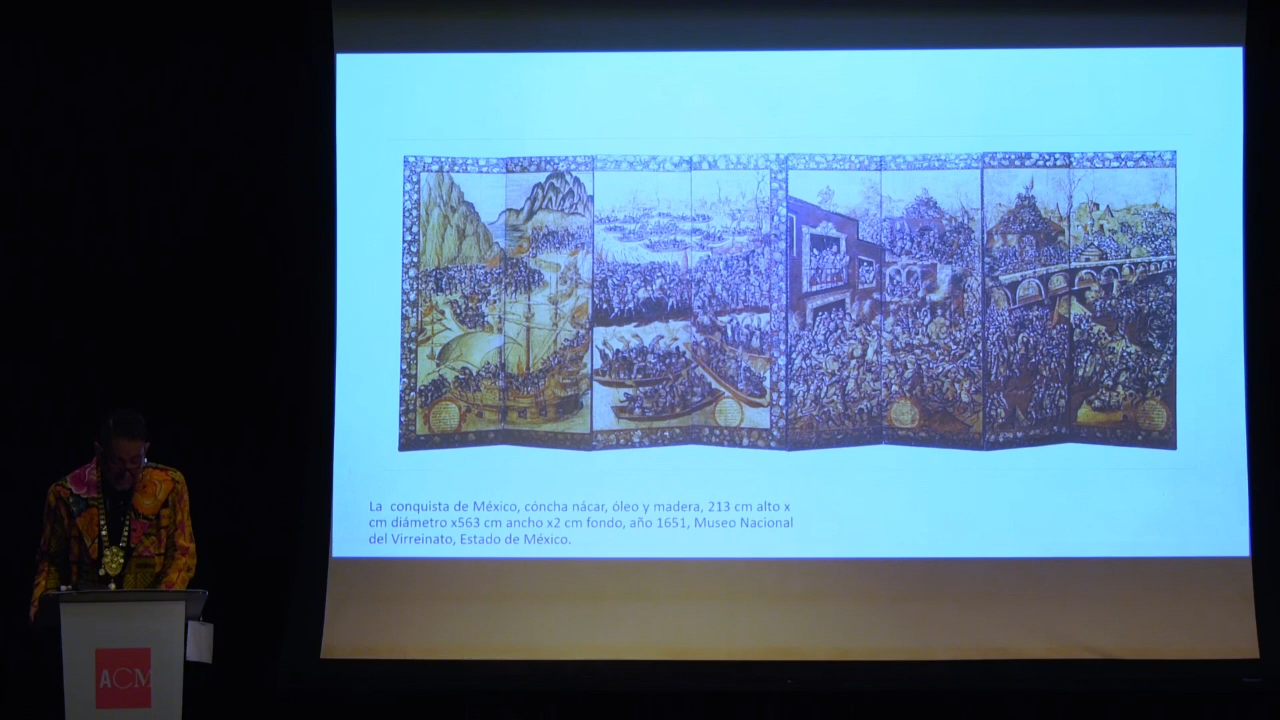 La conquista de México, cóncha nácar, óleo y madera, 213 cm alto x
cm diámetro x563 cm ancho x2 cm fondo, año 1651, Museo Nacional
del Virreinato, Estado de México.
ACM